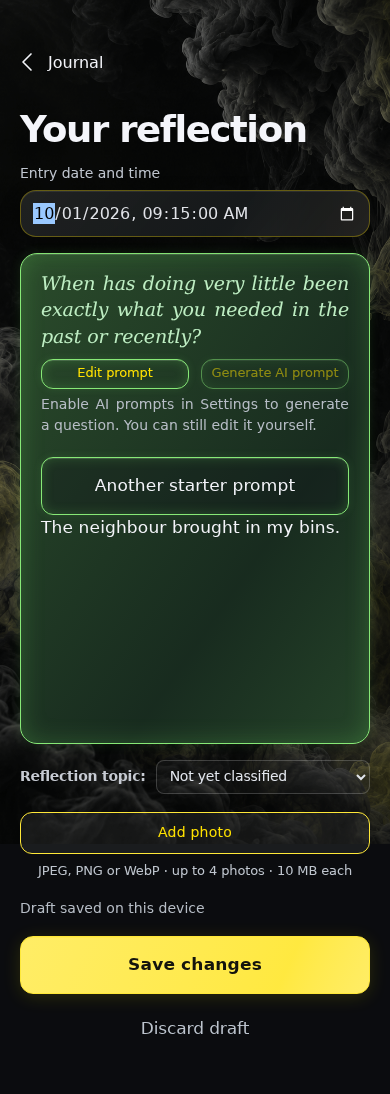 Journal
Your reflection
Entry date and time
10/01/2026, 09:15:00 AM
When has doing very little been
exactly what you needed in the
past or recently?
Edit prompt
Generate AI prompt
Enable AI prompts in Settings to generate
a question. You can still edit it yourself.
Another starter prompt
The neighbour brought in my bins.
Reflection topic:
Not yet classified
Add photo
JPEG, PNG or WebP · up to 4 photos · 10 MB each
Draft saved on this device
Save changes
Discard draft